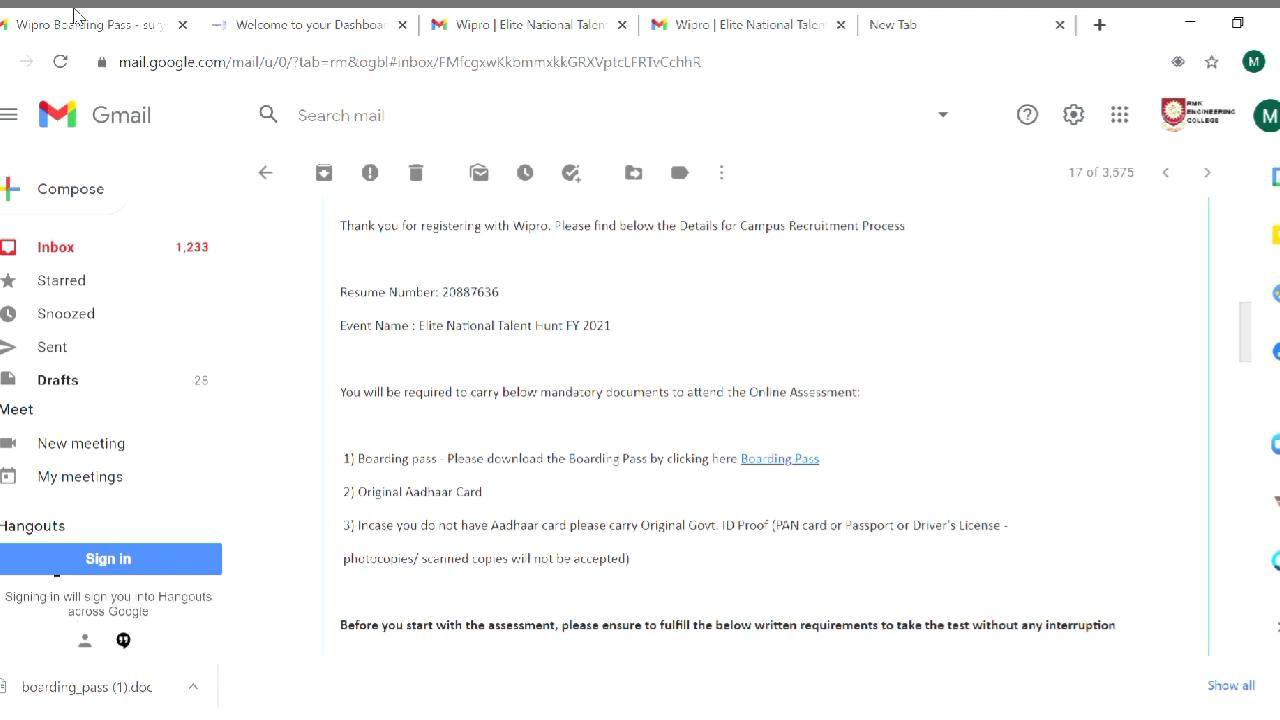 Wipro Boarding Pass - sury
Welcome to your Dashboar
Wipro | Elite National Talen
Wipro | Elite National Talen
New Tab
mail.google.com/mail/u/0/?tab=rm&ogbl#inbox/FMfcgxwKkbmmxkkGRXVptcLFRTvCchhR
M
Gmail
Search mail
RMK
ENGINEERING
COLLEGE
M
Compose
17 of 3,575
Inbox 1,233
Starred
Snoozed
Sent
Drafts 28
Meet
New meeting
My meetings
Hangouts
Sign in
Signing in will sign you into Hangouts
across Google
Thank you for registering with Wipro. Please find below the Details for Campus Recruitment Process
Resume Number: 20887636
Event Name : Elite National Talent Hunt FY 2021
You will be required to carry below mandatory documents to attend the Online Assessment:
1) Boarding pass - Please download the Boarding Pass by clicking here Boarding Pass
2) Original Aadhaar Card
3) Incase you do not have Aadhaar card please carry Original Govt. ID Proof (PAN card or Passport or Driver's License -
photocopies/ scanned copies will not be accepted)
Before you start with the assessment, please ensure to fulfill the below written requirements to take the test without any interruption
boarding_pass (1).doc
Show all